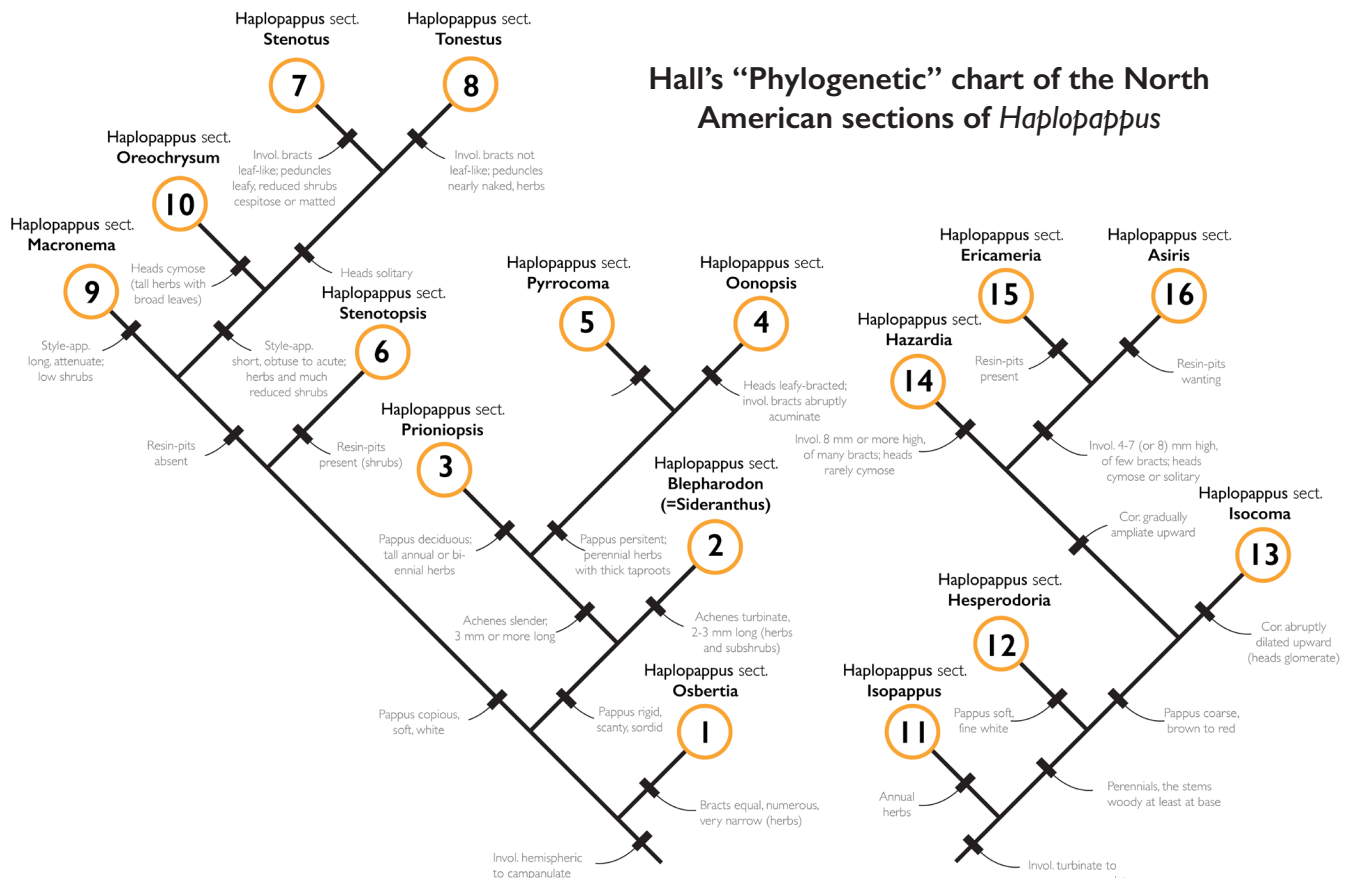 Hall's “Phylogenetic” chart of the North
American sections of Haplopappus
Haplopappus sect.
Stenotus
7
Haplopappus sect.
Tonestus
8
Invol. bracts
leaf-like; peduncles
leafy, reduced shrubs
cespitose or matted
Invol. bracts not
leaf-like; peduncles
nearly naked, herbs
Haplopappus sect.
Oreochrysum
10
Haplopappus sect.
Macronema
9
Heads cymose
(tall herbs with
broad leaves)
Heads solitary
Haplopappus sect.
Stenotopsis
6
Style-app.
long, attenuate;
low shrubs
Style-app.
short, obtuse to acute;
herbs and much
reduced shrubs
Resin-pits
absent
Resin-pits
present (shrubs)
Haplopappus sect.
Pyrrocoma
5
Haplopappus sect.
Oonopsis
4
Heads leafy-bracted;
invol. bracts abruptly
acuminate
Haplopappus sect.
Prioniopsis
3
Haplopappus sect.
Blepharodon
(=Sideranthus)
2
Pappus deciduous;
tall annual or bi-
ennial herbs
Pappus persitent;
perennial herbs
with thick taproots
Achenes slender,
3 mm or more long
Achenes turbinate,
2-3 mm long (herbs
and subshrubs)
Haplopappus sect.
Osbertia
1
Pappus copious,
soft, white
Pappus rigid,
scanty, sordid
Bracts equal, numerous,
very narrow (herbs)
Invol. hemispheric
to campanulate
Haplopappus sect.
Ericameria
15
Haplopappus sect.
Asiris
16
Resin-pits
present
Resin-pits
wanting
Haplopappus sect.
Hazardia
14
Invol. 8 mm or more high,
of many bracts; heads
rarely cymose
Invol. 4-7 (or 8) mm high,
of few bracts; heads
cymose or solitary
Haplopappus sect.
Isocoma
13
Cor. gradually
ampliate upward
Cor. abruptly
dilated upward
(heads glomerate)
Haplopappus sect.
Hesperodoria
12
Haplopappus sect.
Isopappus
11
Pappus soft,
fine white
Pappus coarse,
brown to red
Annual
herbs
Perennials, the stems
woody at least at base
Invol. turbinate to